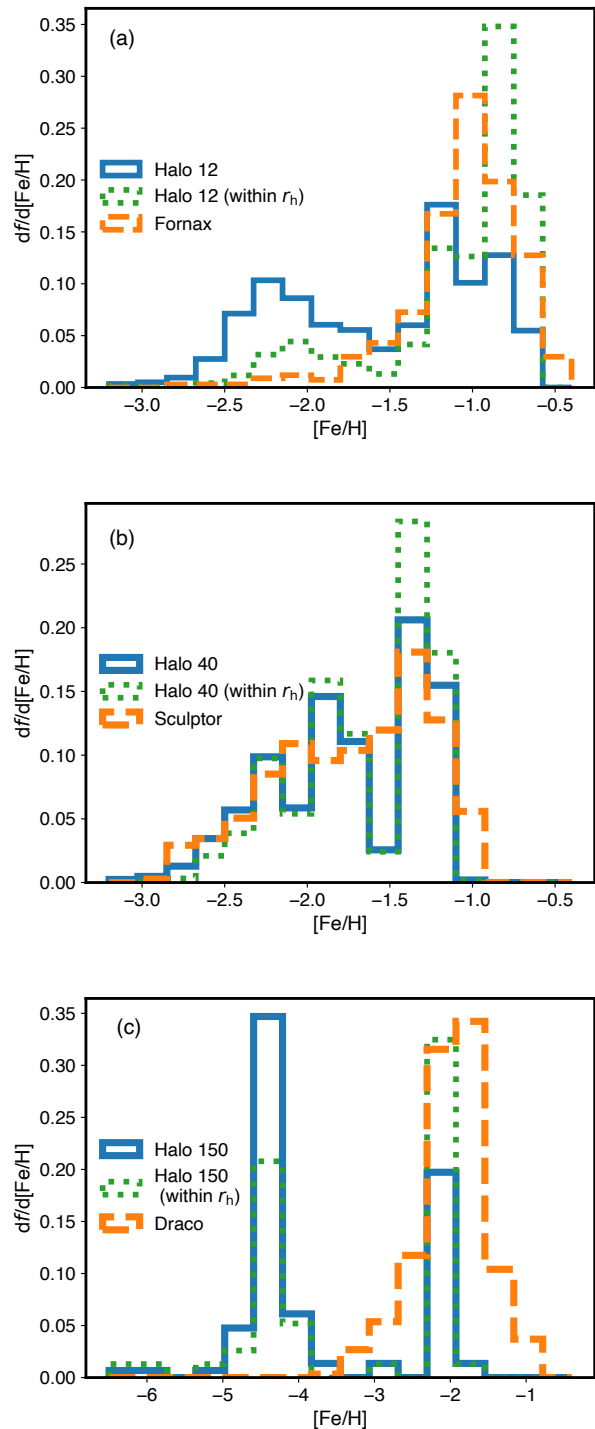 (a)
df/d[Fe/H]
0.35
0.30
0.25
0.20
0.15
0.10
0.05
0.00
Halo 12
Halo 12 (within rh)
Fornax
−3.0 −2.5 −2.0 −1.5 −1.0 −0.5
[Fe/H]
(b)
df/d[Fe/H]
0.25
0.20
0.15
0.10
0.05
0.00
Halo 40
Halo 40 (within rh)
Sculptor
−3.0 −2.5 −2.0 −1.5 −1.0 −0.5
[Fe/H]
(c)
df/d[Fe/H]
0.35
0.30
0.25
0.20
0.15
0.10
0.05
0.00
Halo 150
Halo 150
(within rh)
Draco
−6 −5 −4 −3 −2 −1
[Fe/H]